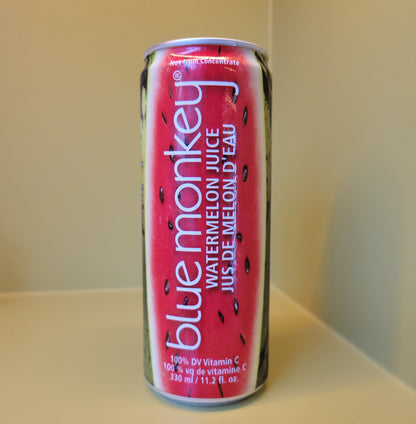 Not from concentrate
blue monkey®
WATERMELON JUICE
JUS DE MELON D'EAU
100% DV Vitamin C
100 % vq de vitamine C
330 ml / 11.2 fl. oz.